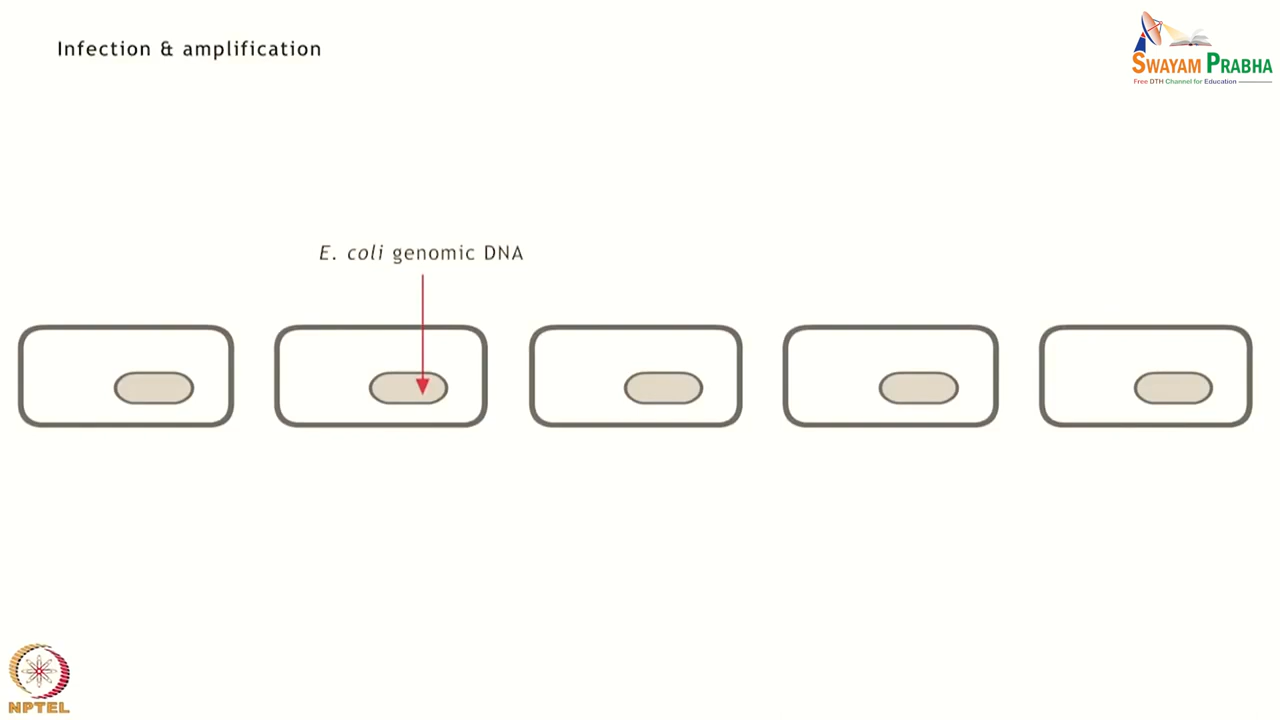 Infection & amplification
SWAYAM PRABHA
Free DTH Channel for Education
E. coli genomic DNA
NPTEL